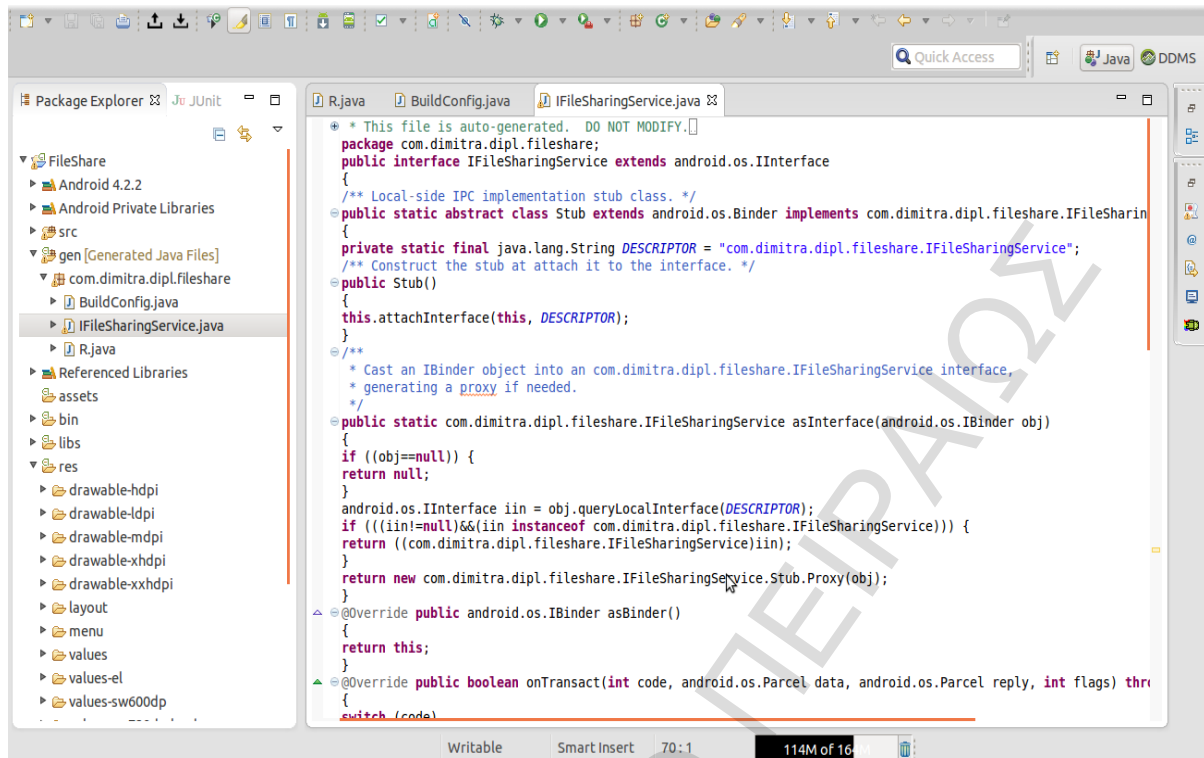 Quick Access
Java
DDMS
Package Explorer
Ju JUnit
R.java
BuildConfig.java
IFileSharingService.java
FileShare
Android 4.2.2
Android Private Libraries
src
gen [Generated Java Files]
com.dimitra.dipl.fileshare
BuildConfig.java
IFileSharingService.java
R.java
Referenced Libraries
assets
bin
libs
res
drawable-hdpi
drawable-ldpi
drawable-mdpi
drawable-xhdpi
drawable-xxhdpi
layout
menu
values
values-el
values-sw600dp
* This file is auto-generated.  DO NOT MODIFY.
package com.dimitra.dipl.fileshare;
public interface IFileSharingService extends android.os.IInterface
{
/** Local-side IPC implementation stub class. */
public static abstract class Stub extends android.os.Binder implements com.dimitra.dipl.fileshare.IFileSharin
{
private static final java.lang.String DESCRIPTOR = "com.dimitra.dipl.fileshare.IFileSharingService";
/** Construct the stub at attach it to the interface. */
public Stub()
{
this.attachInterface(this, DESCRIPTOR);
}
/**
* Cast an IBinder object into an com.dimitra.dipl.fileshare.IFileSharingService interface,
* generating a proxy if needed.
*/
public static com.dimitra.dipl.fileshare.IFileSharingService asInterface(android.os.IBinder obj)
{
if ((obj==null)) {
return null;
}
android.os.IInterface iin = obj.queryLocalInterface(DESCRIPTOR);
if (((iin!=null)&&(iin instanceof com.dimitra.dipl.fileshare.IFileSharingService))) {
return ((com.dimitra.dipl.fileshare.IFileSharingService)iin);
}
return new com.dimitra.dipl.fileshare.IFileSharingService.Stub.Proxy(obj);
}
@Override public android.os.IBinder asBinder()
{
return this;
}
@Override public boolean onTransact(int code, android.os.Parcel data, android.os.Parcel reply, int flags) thr
{
switch (code)
Writable
Smart Insert
70 : 1
114M of 164M
ΠΕΙΡΑΙΩΣ